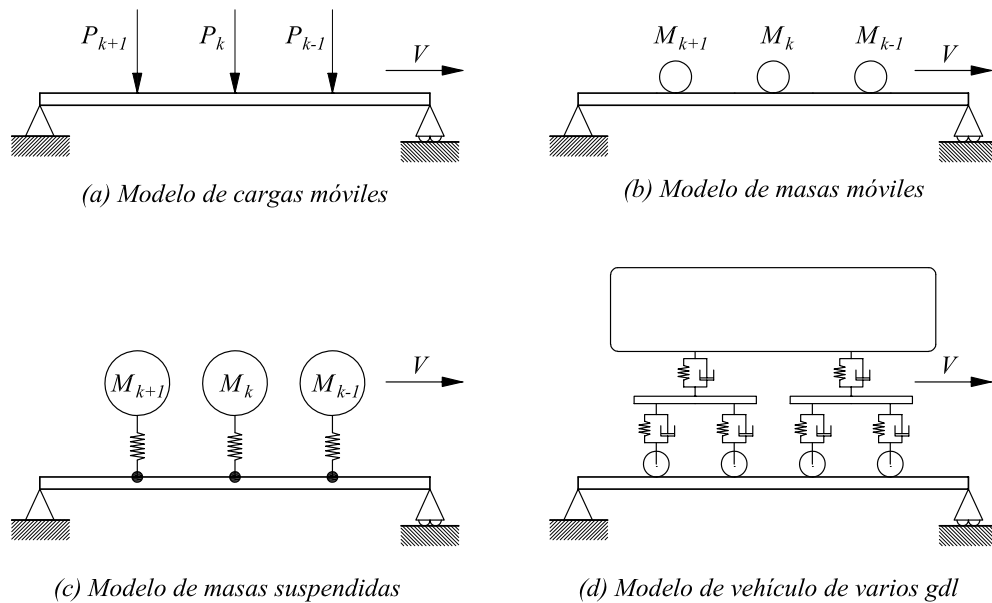 P_{k+1} P_k P_{k-1} V
(a) Modelo de cargas móviles
M_{k+1} M_k M_{k-1} V
(b) Modelo de masas móviles
M_{k+1} M_k M_{k-1} V
(c) Modelo de masas suspendidas
V
(d) Modelo de vehículo de varios gdl